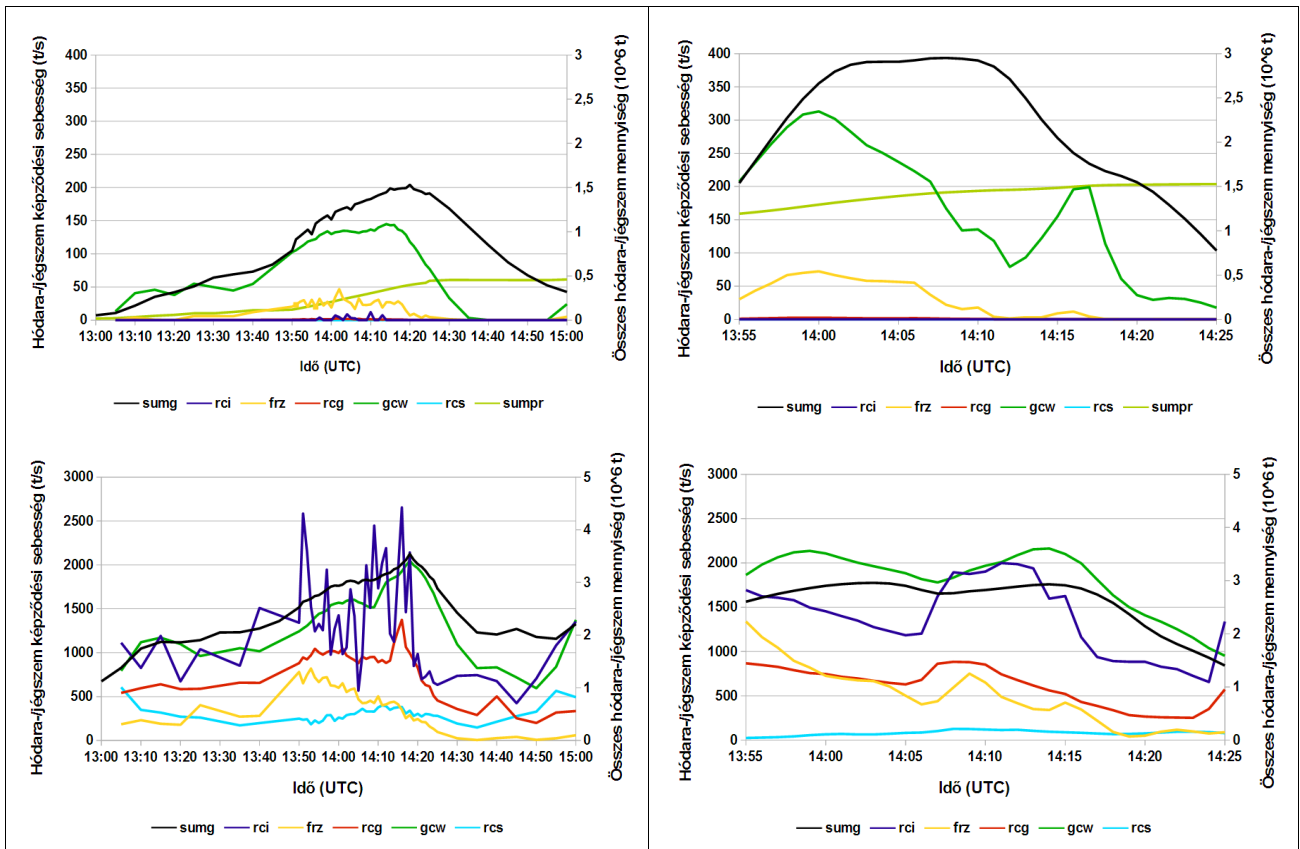 Hódara-/jégszem képződési sebesség (t/s)
400
350
300
250
200
150
100
50
0
3
2,5
2
1,5
1
0,5
0
Összes hódara-/jégszem mennyiség (10^6 t)
13:00 13:10 13:20 13:30 13:40 13:50 14:00 14:10 14:20 14:30 14:40 14:50 15:00
Idő (UTC)
sumg rci frz rcg gcw rcs sumpr
Hódara-/jégszem képződési sebesség (t/s)
400
350
300
250
200
150
100
50
0
3
2,5
2
1,5
1
0,5
0
Összes hódara-/jégszem mennyiség (10^6 t)
13:55 14:00 14:05 14:10 14:15 14:20 14:25
Idő (UTC)
sumg rci frz rcg gcw rcs sumpr
Hódara-/jégszem képződési sebesség (t/s)
3000
2500
2000
1500
1000
500
0
5
4
3
2
1
0
Összes hódara-/jégszem mennyiség (10^6 t)
13:00 13:10 13:20 13:30 13:40 13:50 14:00 14:10 14:20 14:30 14:40 14:50 15:00
Idő (UTC)
sumg rci frz rcg gcw rcs
Hódara-/jégszem képződési sebesség (t/s)
3000
2500
2000
1500
1000
500
0
5
4
3
2
1
0
Összes hódara-/jégszem mennyiség (10^6 t)
13:55 14:00 14:05 14:10 14:15 14:20 14:25
Idő (UTC)
sumg rci frz rcg gcw rcs